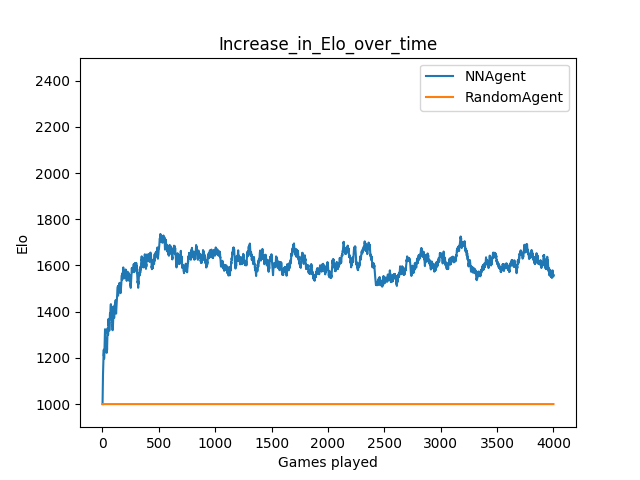 Increase_in_Elo_over_time
NNAgent
RandomAgent
2400
2200
2000
1800
1600
1400
1200
1000
Elo
0 500 1000 1500 2000 2500 3000 3500 4000
Games played